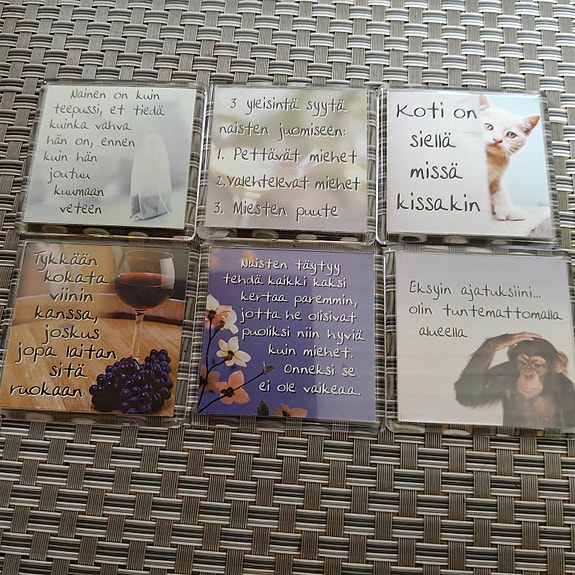 Nainen on kuin
teepussi, et tiedä
kuinka vahva
hän on, ennen
kuin hän
joutuu
kuumaan
veteen
3 yleisintä syytä
naisten juomiseen:
1. Pettävät miehet
2. Valehtelevat miehet
3. Miesten puute
Koti on
siellä
missä
kissakin
Tykkään
kokata
viinin
kanssa,
joskus
jopa laitan
sitä
ruokaan.
Naisten täytyy
tehdä kaikki kaksi
kertaa paremmin,
jotta he olisivat
puoliksi niin hyviä
kuin miehet.
Onneksi se
ei ole vaikeaa.
Eksyin ajatuksiini...
olin tuntemattomalla
alueella